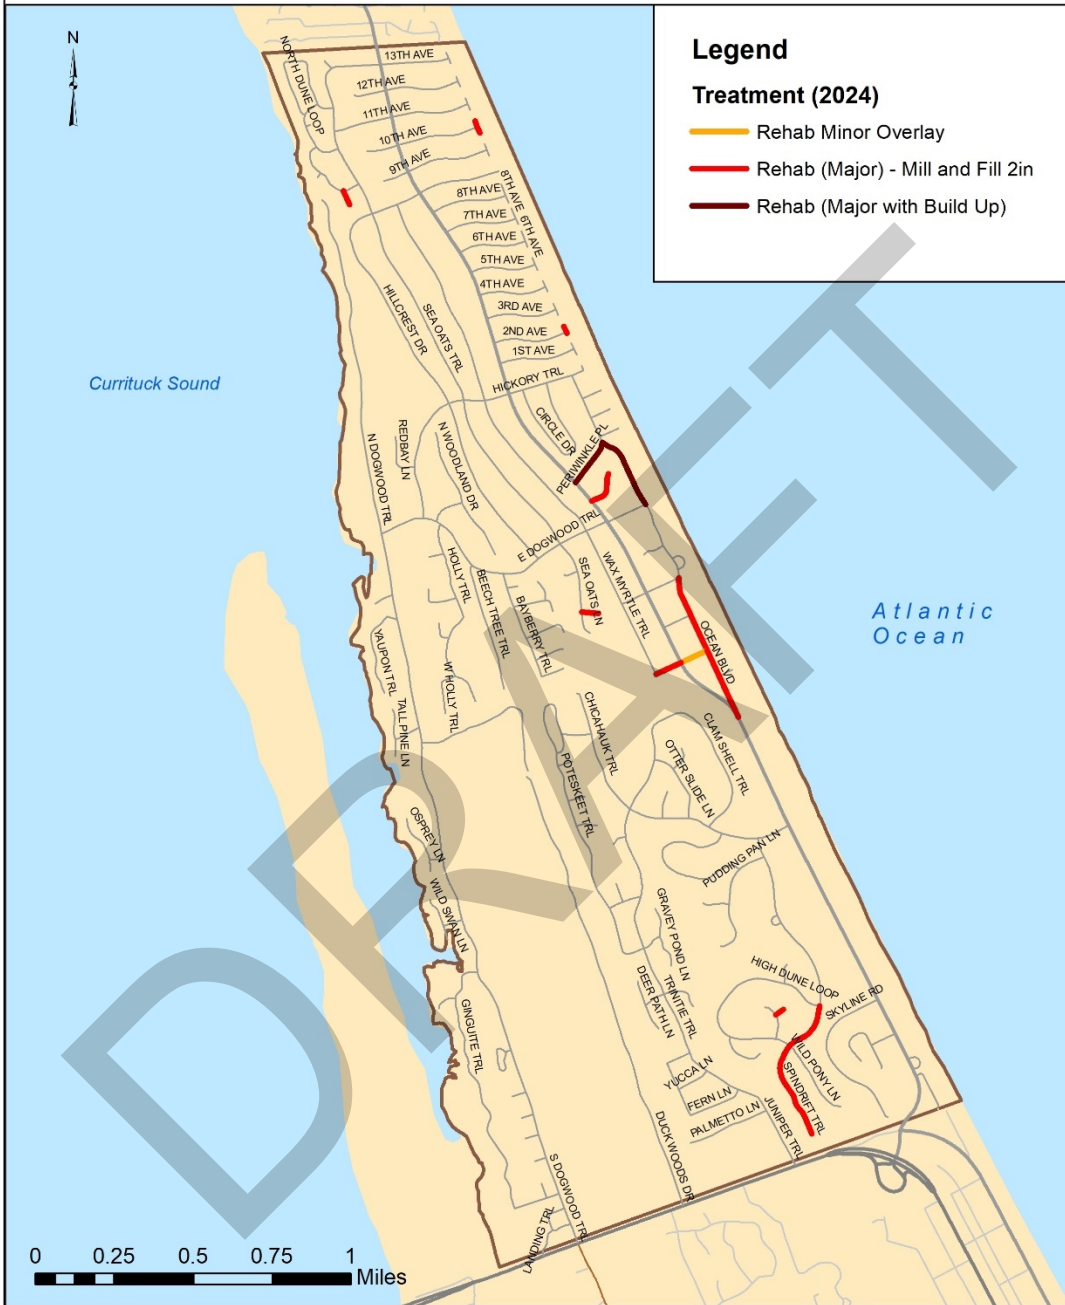 N
Legend
Treatment (2024)
Rehab Minor Overlay
Rehab (Major) - Mill and Fill 2in
Rehab (Major with Build Up)
NORTH DUNE LOOP
13TH AVE
12TH AVE
11TH AVE
10TH AVE
9TH AVE
8TH AVE
8TH AVE
7TH AVE
6TH AVE
6TH AVE
5TH AVE
4TH AVE
3RD AVE
2ND AVE
1ST AVE
HILLCREST DR
SEA OATS TRL
HICKORY TRL
Currituck Sound
CIRCLE DR
PERIWINKLE PL
N DOGWOOD TRL
REDBAY LN
N WOODLAND DR
E DOGWOOD TRL
HOLLY TRL
BEECH TREE TRL
BAYBERRY TRL
SEA OATS LN
WAX MYRTLE TRL
OCEAN BLVD
Atlantic
Ocean
YAUPON TRL
W HOLLY TRL
TALL PINE LN
CHICAHAUK TRL
CLAM SHELL TRL
OTTER SLIDE LN
POTESKEET TRL
OSPREY LN
PUDDING PAN LN
WILD SWAN LN
GRAVEY POND LN
HIGH DUNE LOOP
SKYLINE RD
DEER PATH LN
TRINITIE TRL
GINGUITE TRL
WILD PONY LN
SPINDRIFT TRL
YUCCA LN
FERN LN
PALMETTO LN
JUNIPER TRL
DUCK WOODS DR
S DOGWOOD TRL
LANDING TRL
DRAFT
0 0.25 0.5 0.75 1
Miles